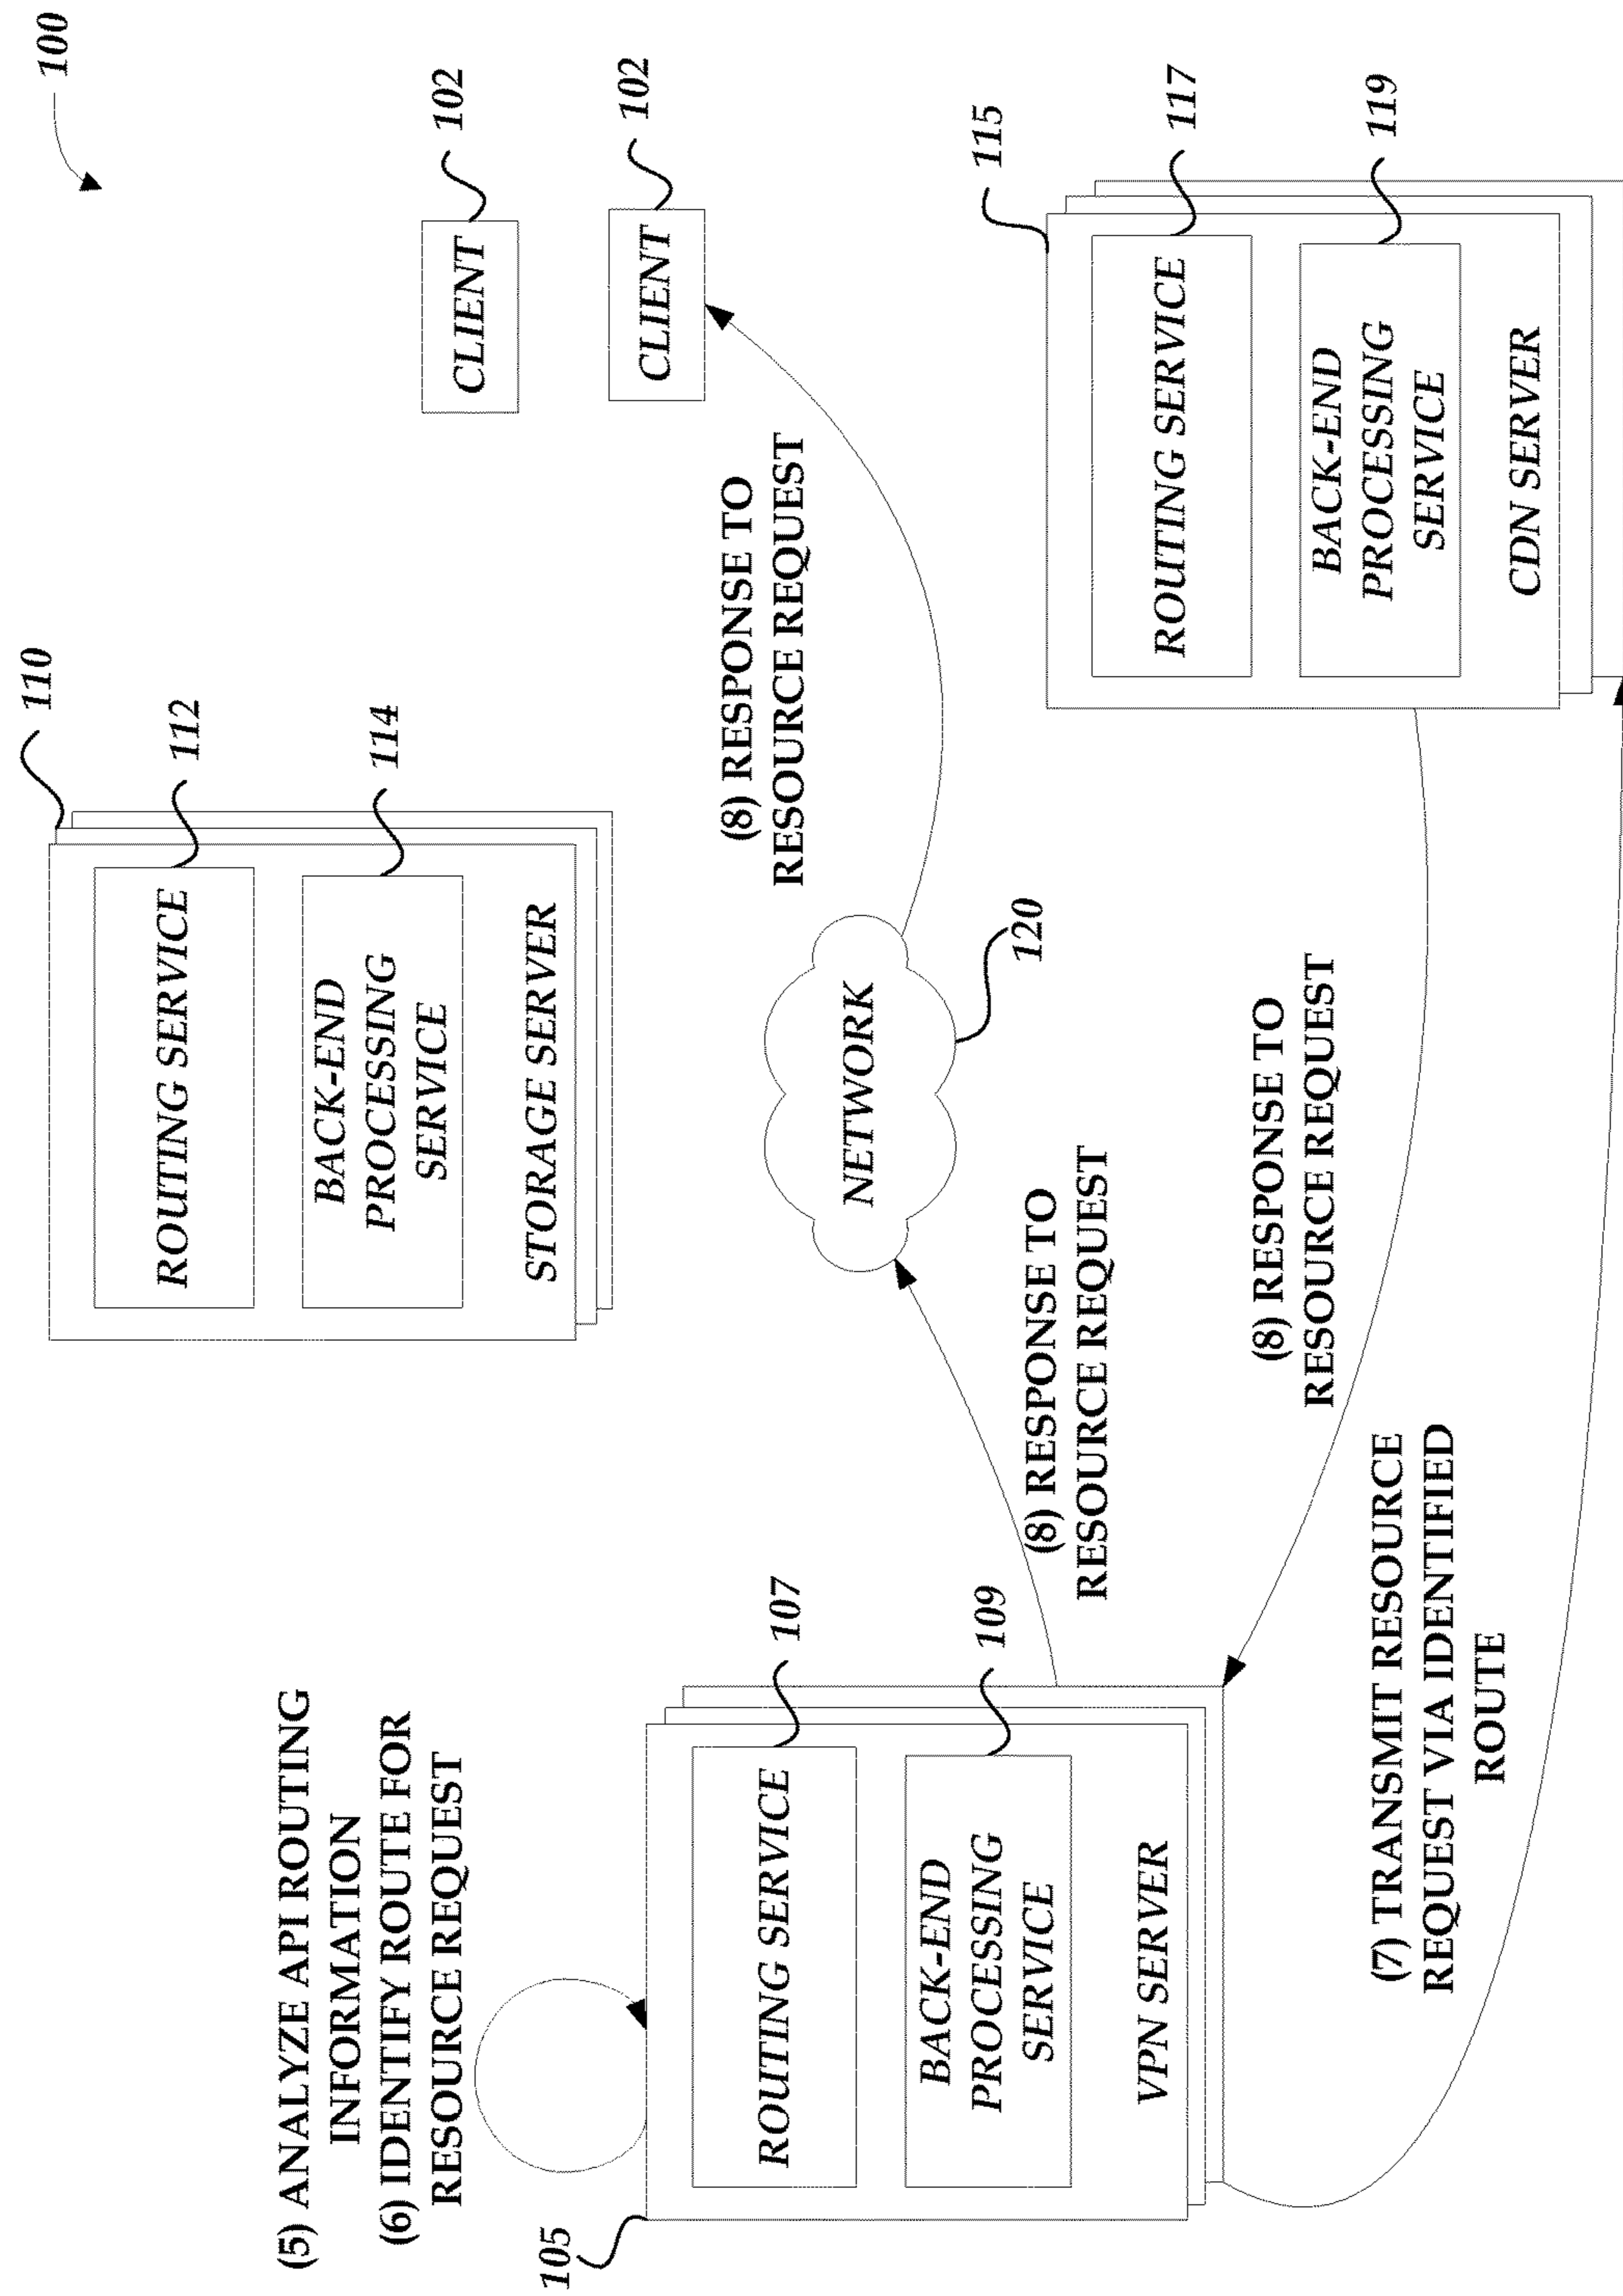 100
110
112
114
ROUTING SERVICE
BACK-END
PROCESSING
SERVICE
STORAGE SERVER
CLIENT
102
CLIENT
102
(5) ANALYZE API ROUTING
INFORMATION
(6) IDENTIFY ROUTE FOR
RESOURCE REQUEST
105
107
109
ROUTING SERVICE
BACK-END
PROCESSING
SERVICE
VPN SERVER
NETWORK
120
(8) RESPONSE TO
RESOURCE REQUEST
(8) RESPONSE TO
RESOURCE REQUEST
(8) RESPONSE TO
RESOURCE REQUEST
(7) TRANSMIT RESOURCE
REQUEST VIA IDENTIFIED
ROUTE
115
117
119
ROUTING SERVICE
BACK-END
PROCESSING
SERVICE
CDN SERVER